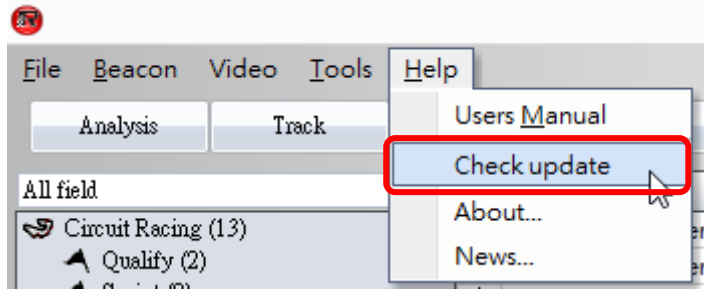 File Beacon Video Tools Help
Analysis Track
Users Manual
Check update
About...
News...
All field
Circuit Racing (13)
Qualify (2)